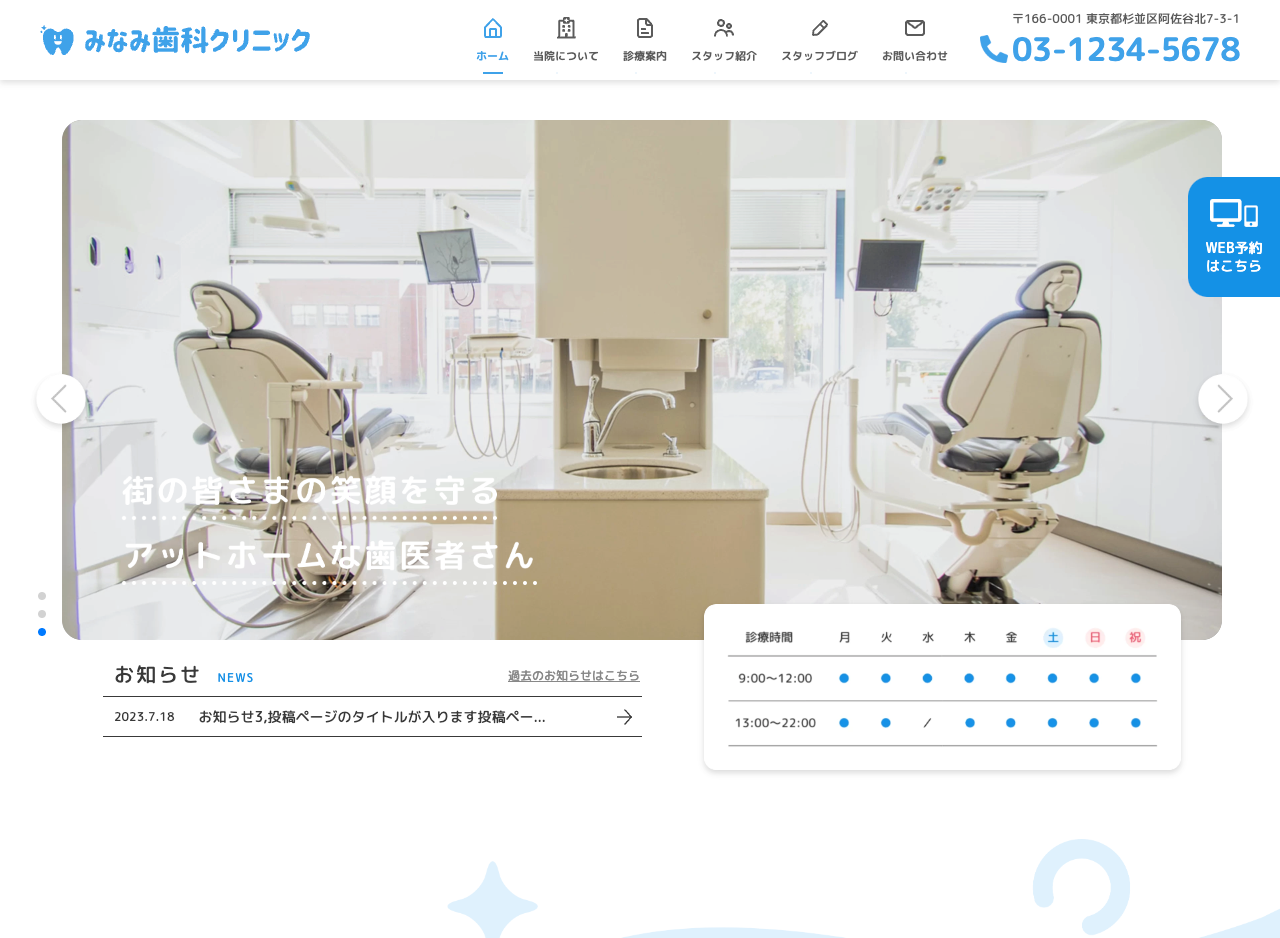 みなみ歯科クリニック
ホーム
当院について
診療案内
スタッフ紹介
スタッフブログ
お問い合わせ
〒166-0001 東京都杉並区阿佐谷北7-3-1
03-1234-5678
WEB予約
はこちら
街の皆さまの笑顔を守る
アットホームな歯医者さん
お知らせ NEWS 過去のお知らせはこちら
2023.7.18 お知らせ3,投稿ページのタイトルが入ります投稿ペー...
診療時間 月 火 水 木 金 土 日 祝
9:00〜12:00 ● ● ● ● ● ● ● ●
13:00〜22:00 ● ● / ● ● ● ● ●